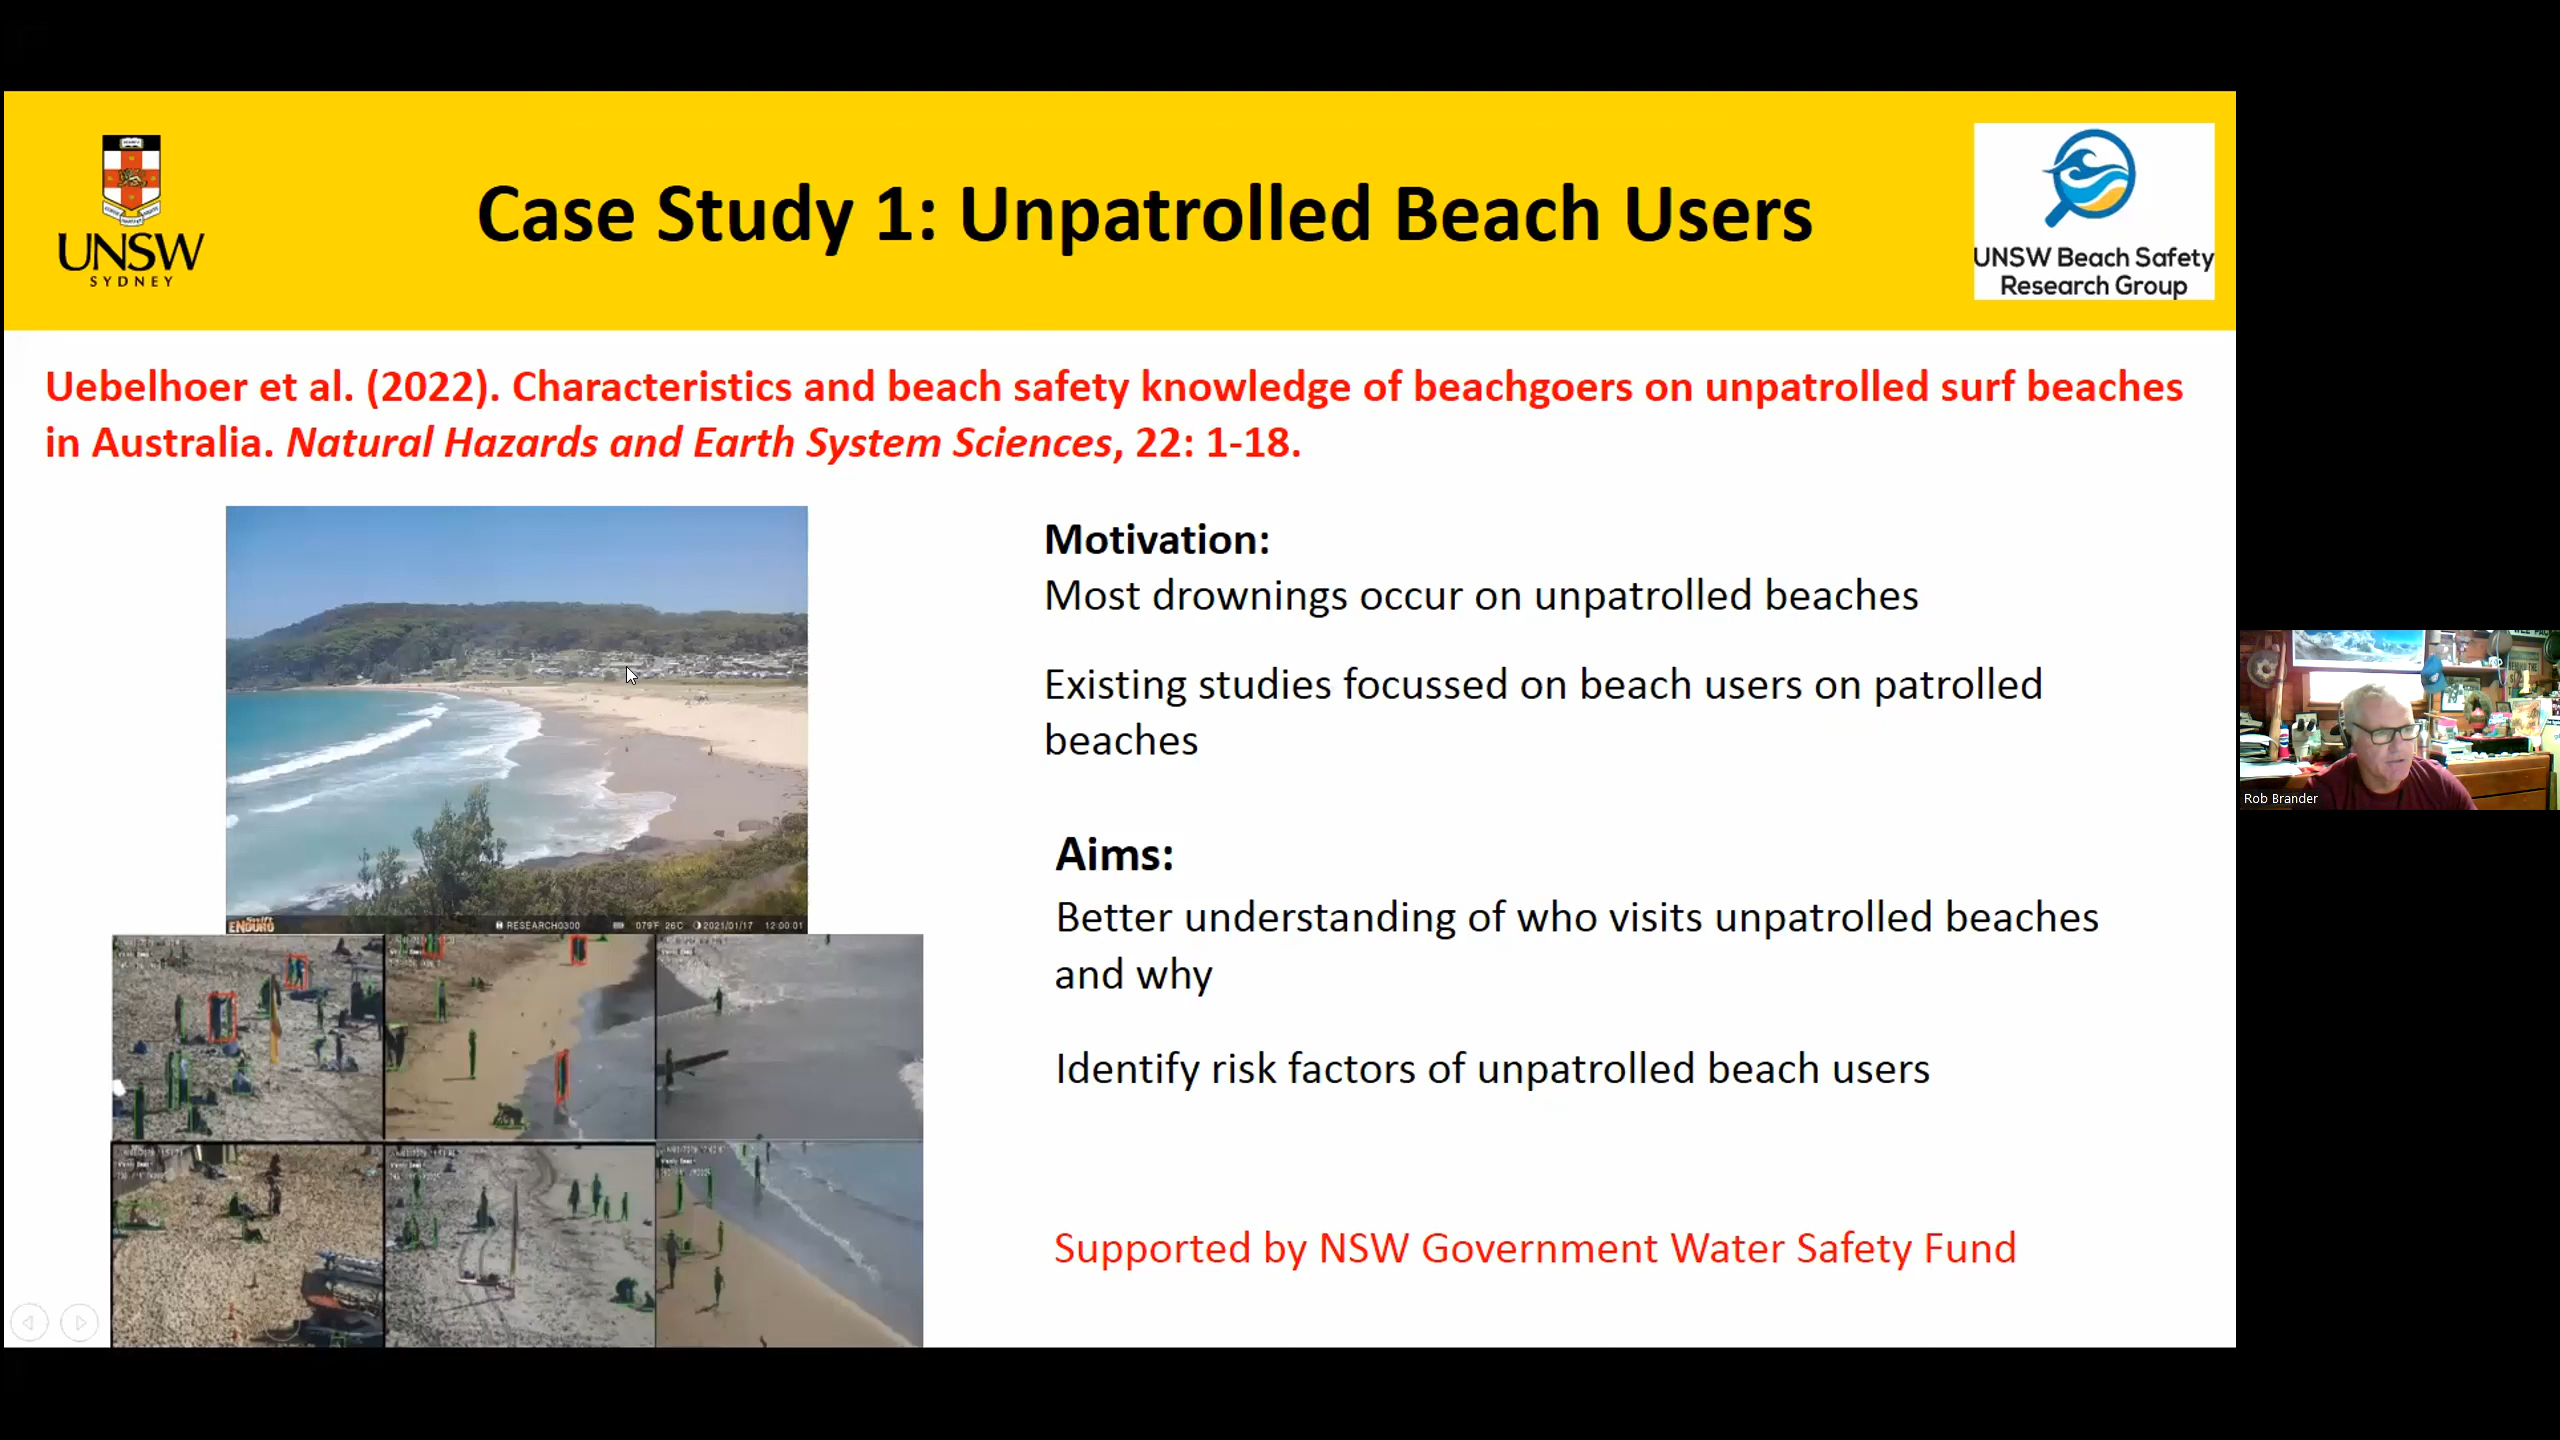 Case Study 1: Unpatrolled Beach Users
UNSW
SYDNEY
UNSW Beach Safety
Research Group
Uebelhoer et al. (2022). Characteristics and beach safety knowledge of beachgoers on unpatrolled surf beaches
in Australia. Natural Hazards and Earth System Sciences, 22: 1-18.
Motivation:
Most drownings occur on unpatrolled beaches
Existing studies focussed on beach users on patrolled
beaches
Aims:
Better understanding of who visits unpatrolled beaches
and why
Identify risk factors of unpatrolled beach users
Supported by NSW Government Water Safety Fund
Swift
ENDURO
RESEARCH0300 079°F 26C 2021/01/17 12:00:01
Rob Brander